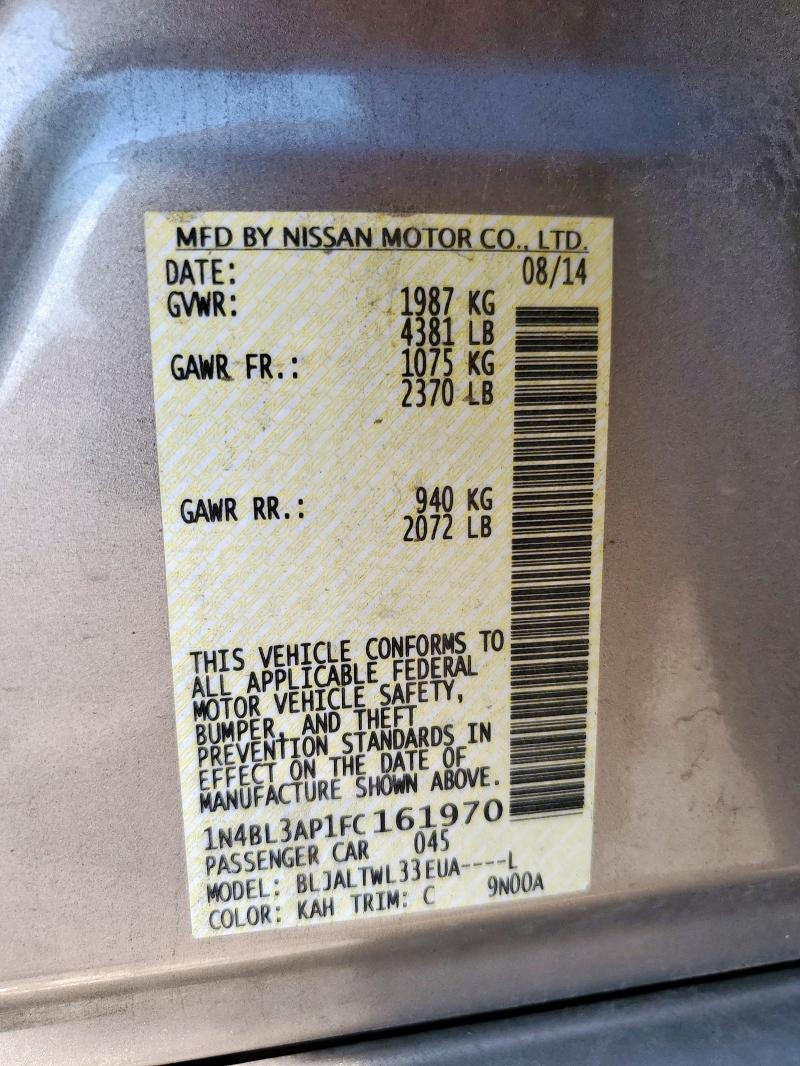 MFD BY NISSAN MOTOR CO., LTD.
DATE: 08/14
GVWR: 1987 KG
4381 LB
GAWR FR.: 1075 KG
2370 LB
GAWR RR.: 940 KG
2072 LB
THIS VEHICLE CONFORMS TO
ALL APPLICABLE FEDERAL
MOTOR VEHICLE SAFETY,
BUMPER, AND THEFT
PREVENTION STANDARDS IN
EFFECT ON THE DATE OF
MANUFACTURE SHOWN ABOVE.
1N4BL3AP1FC161970
PASSENGER CAR 045
MODEL: BLJALTWL33EUA----L
COLOR: KAH TRIM: C 9N00A